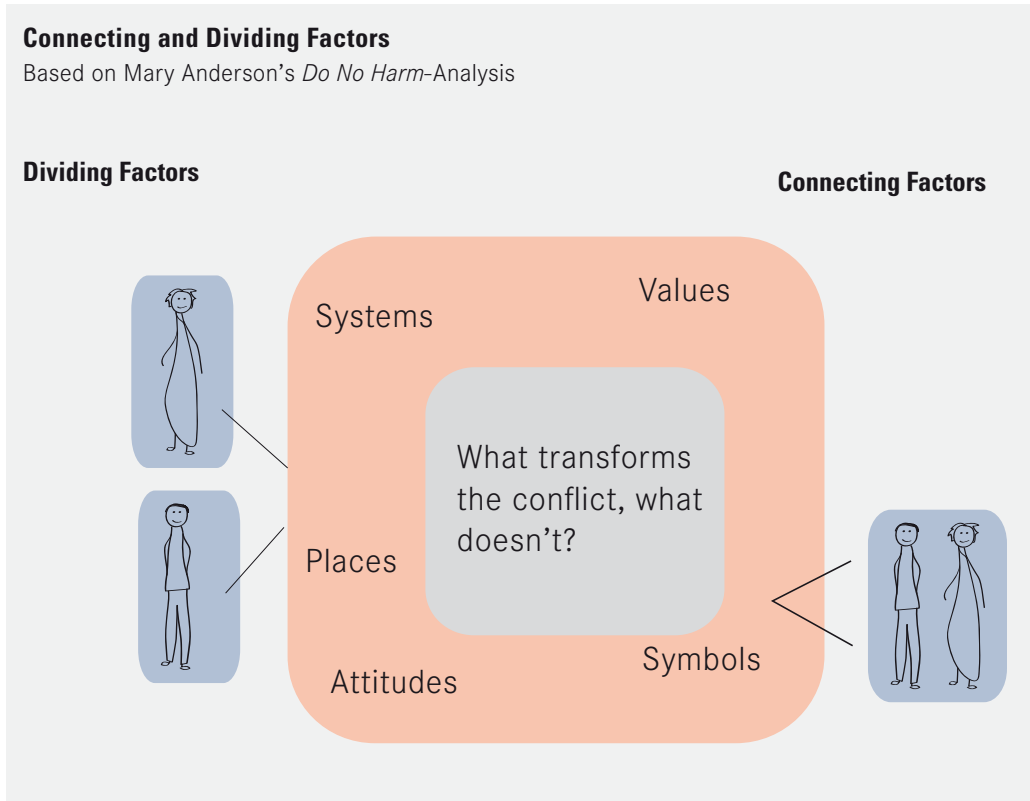 Connecting and Dividing Factors
Based on Mary Anderson's Do No Harm-Analysis
Dividing Factors
Connecting Factors
Systems
Values
What transforms
the conflict, what
doesn't?
Places
Symbols
Attitudes